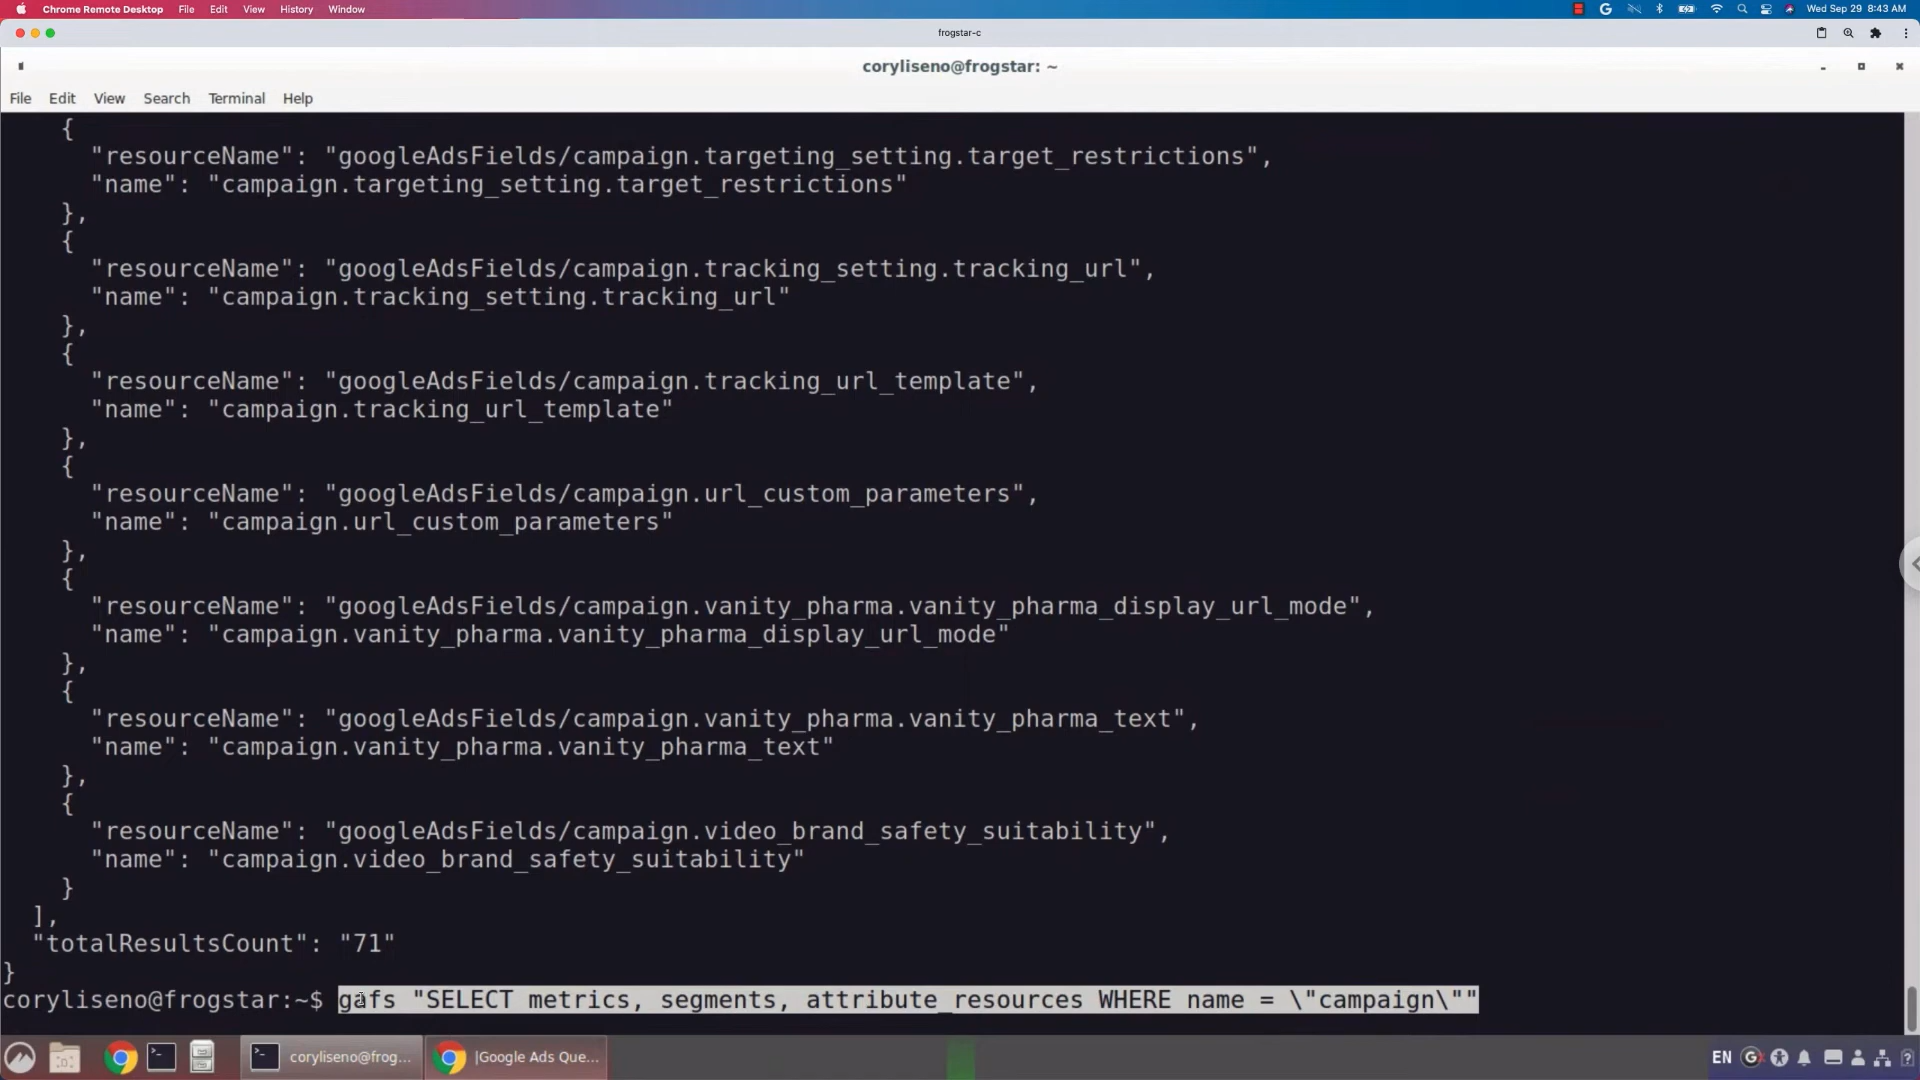 Chrome Remote Desktop File Edit View History Window Wed Sep 29 8:43 AM
frogstar-c
coryliseno@frogstar: ~
File Edit View Search Terminal Help
{
"resourceName": "googleAdsFields/campaign.targeting_setting.target_restrictions",
"name": "campaign.targeting_setting.target_restrictions"
},
{
"resourceName": "googleAdsFields/campaign.tracking_setting.tracking_url",
"name": "campaign.tracking_setting.tracking_url"
},
{
"resourceName": "googleAdsFields/campaign.tracking_url_template",
"name": "campaign.tracking_url_template"
},
{
"resourceName": "googleAdsFields/campaign.url_custom_parameters",
"name": "campaign.url_custom_parameters"
},
{
"resourceName": "googleAdsFields/campaign.vanity_pharma.vanity_pharma_display_url_mode",
"name": "campaign.vanity_pharma.vanity_pharma_display_url_mode"
},
{
"resourceName": "googleAdsFields/campaign.vanity_pharma.vanity_pharma_text",
"name": "campaign.vanity_pharma.vanity_pharma_text"
},
{
"resourceName": "googleAdsFields/campaign.video_brand_safety_suitability",
"name": "campaign.video_brand_safety_suitability"
}
],
"totalResultsCount": "71"
}
coryliseno@frogstar:~$ gafs "SELECT metrics, segments, attribute_resources WHERE name = \"campaign\""
coryliseno@frog... |Google Ads Que... EN